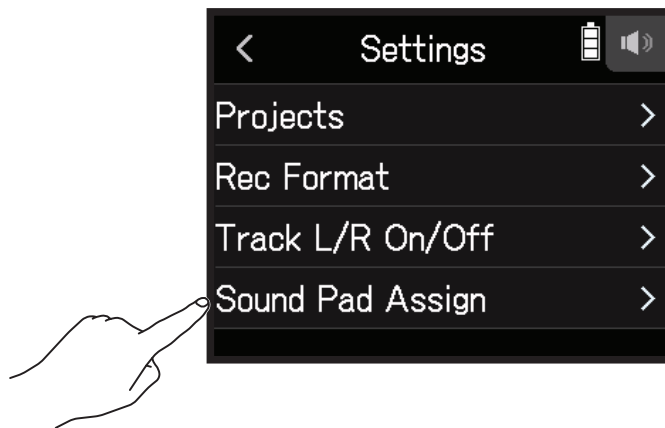 Settings
Projects
Rec Format
Track L/R On/Off
Sound Pad Assign